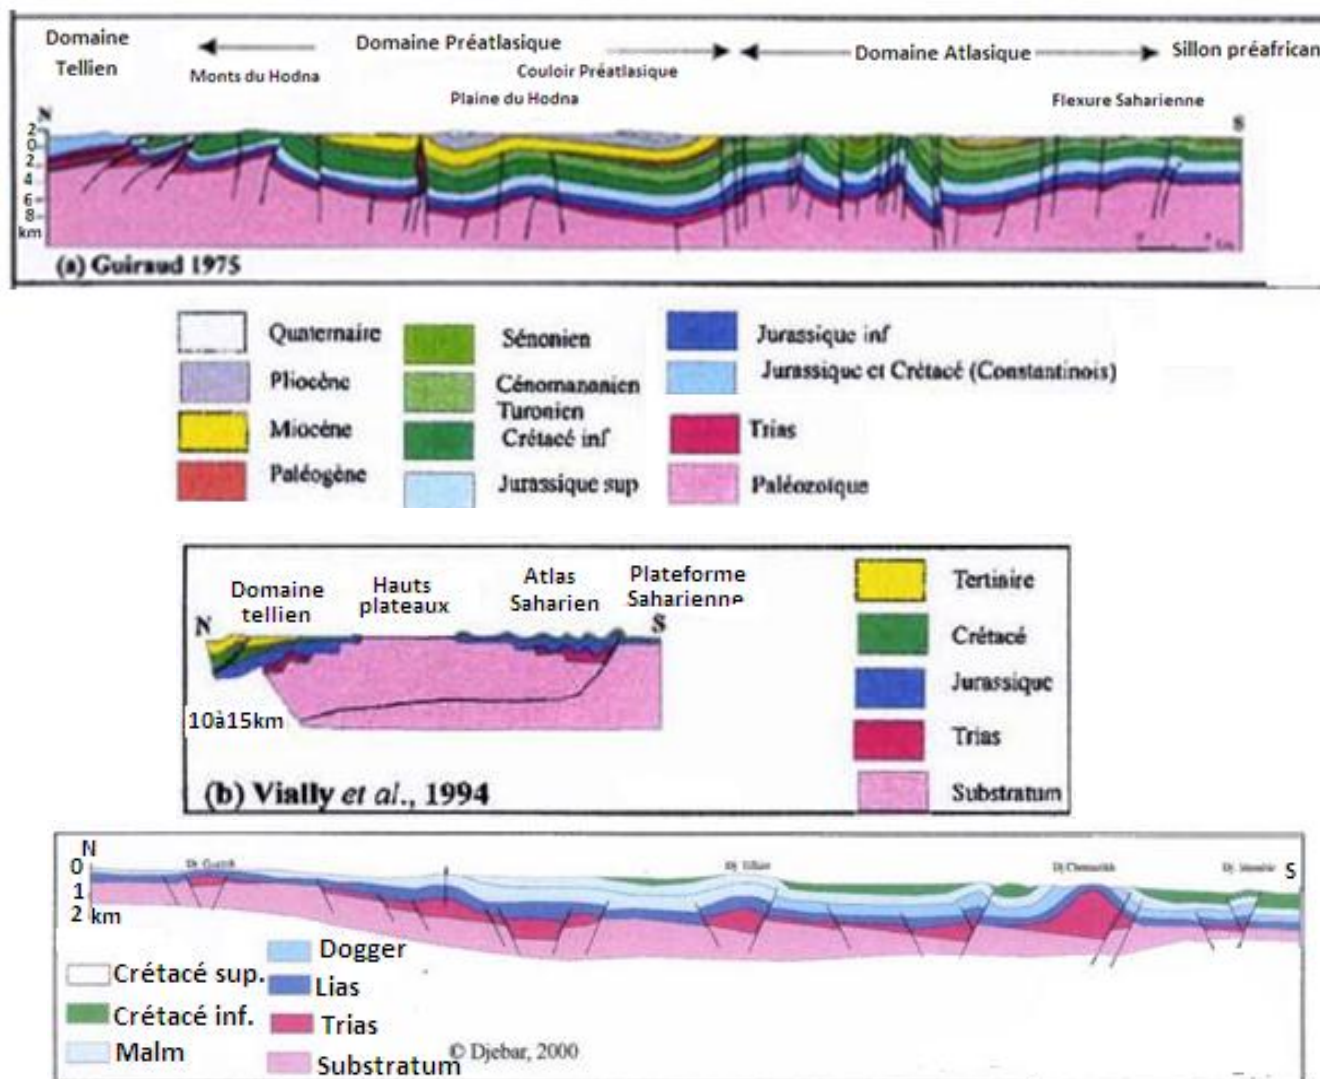 Domaine Tellien
Domaine Préatlasique
Domaine Atlasique
Sillon préafricain
Monts du Hodna
Couloir Préatlasique
Plaine du Hodna
Flexure Saharienne
N
S
2
0
2
4
6
8
km
(a) Guiraud 1975
Quaternaire
Pliocène
Miocène
Paléogène
Sénonien
Cénomananien
Turonien
Crétacé inf
Jurassique sup
Jurassique inf
Jurassique et Crétacé (Constantinois)
Trias
Paléozoïque
Domaine tellien
Hauts plateaux
Atlas Saharien
Plateforme Saharienne
N
S
10à15km
(b) Vially et al., 1994
Tertiaire
Crétacé
Jurassique
Trias
Substratum
N
S
0
1
2 km
Crétacé sup.
Crétacé inf.
Malm
Dogger
Lias
Trias
Substratum
© Djebar, 2000